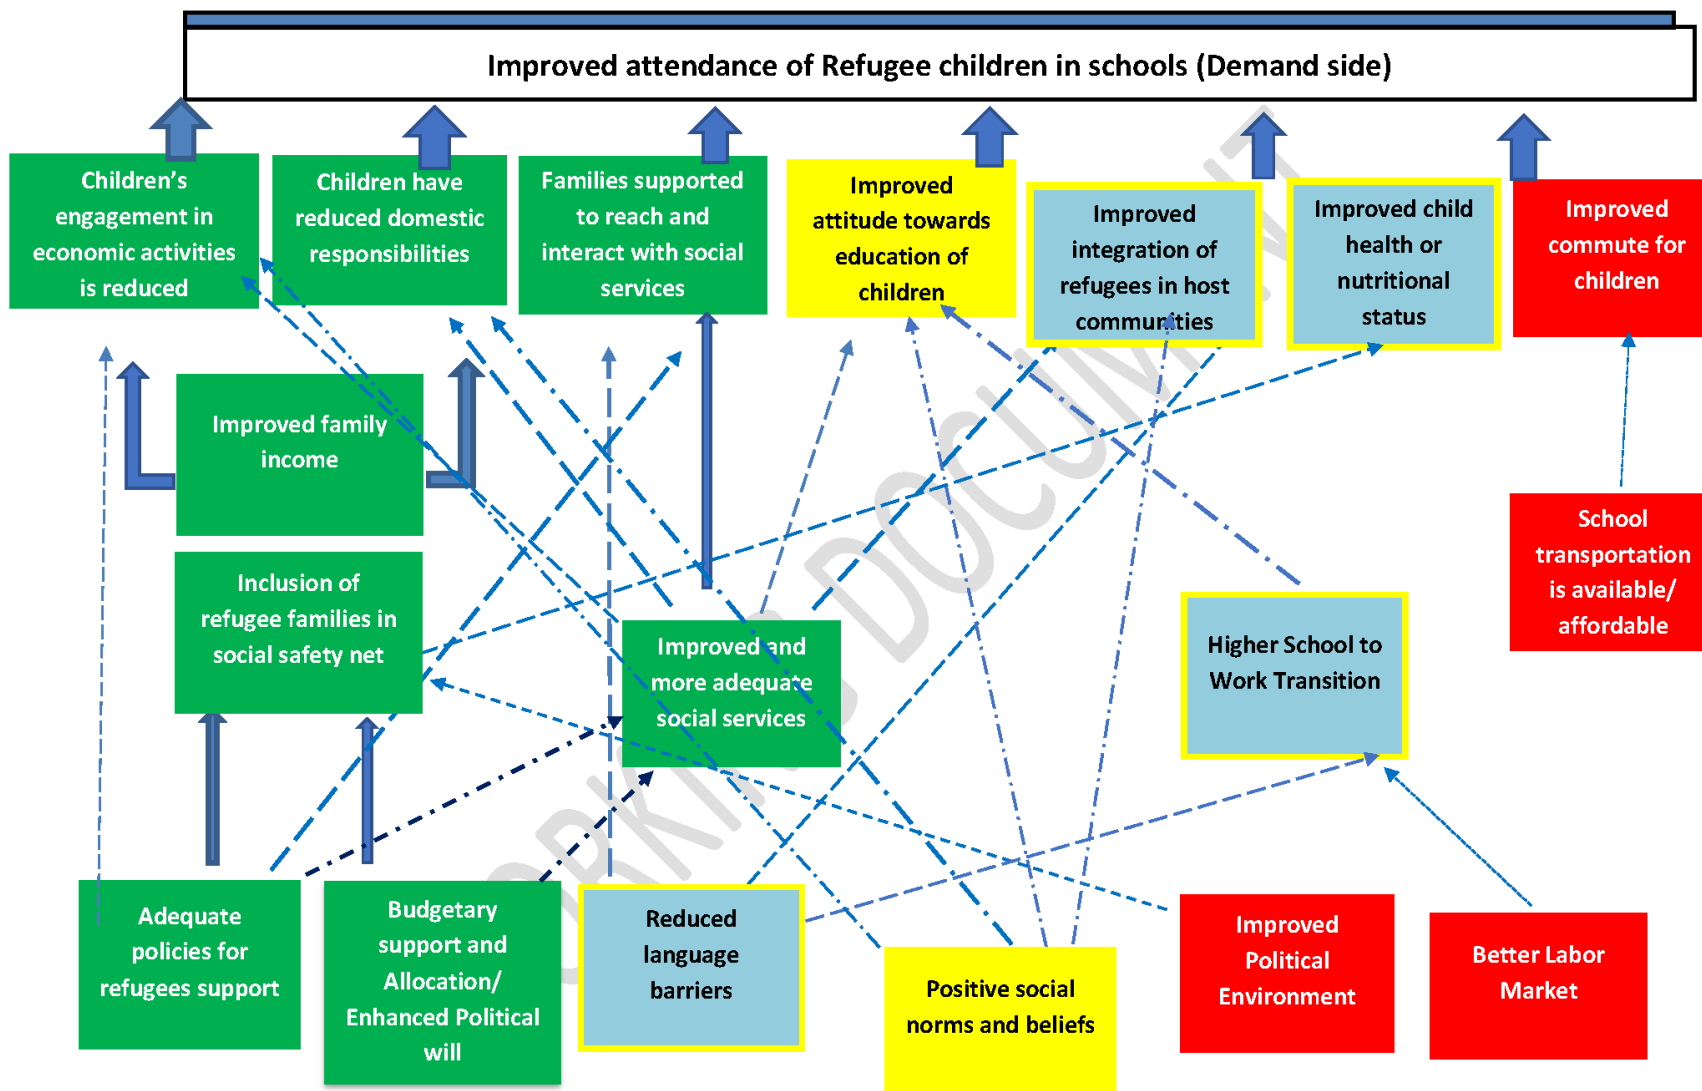 Improved attendance of Refugee children in schools (Demand side)
Children’s
engagement in
economic activities
is reduced
Children have
reduced domestic
responsibilities
Families supported
to reach and
interact with social
services
Improved
attitude towards
education of
children
Improved
integration of
refugees in host
communities
Improved child
health or
nutritional
status
Improved
commute for
children
Improved family
income
School
transportation
is available/
affordable
Inclusion of
refugee families in
social safety net
Improved and
more adequate
social services
Higher School to
Work Transition
Adequate
policies for
refugees support
Budgetary
support and
Allocation/
Enhanced Political
will
Reduced
language
barriers
Positive social
norms and beliefs
Improved
Political
Environment
Better Labor
Market
WORKING DOCUMENT